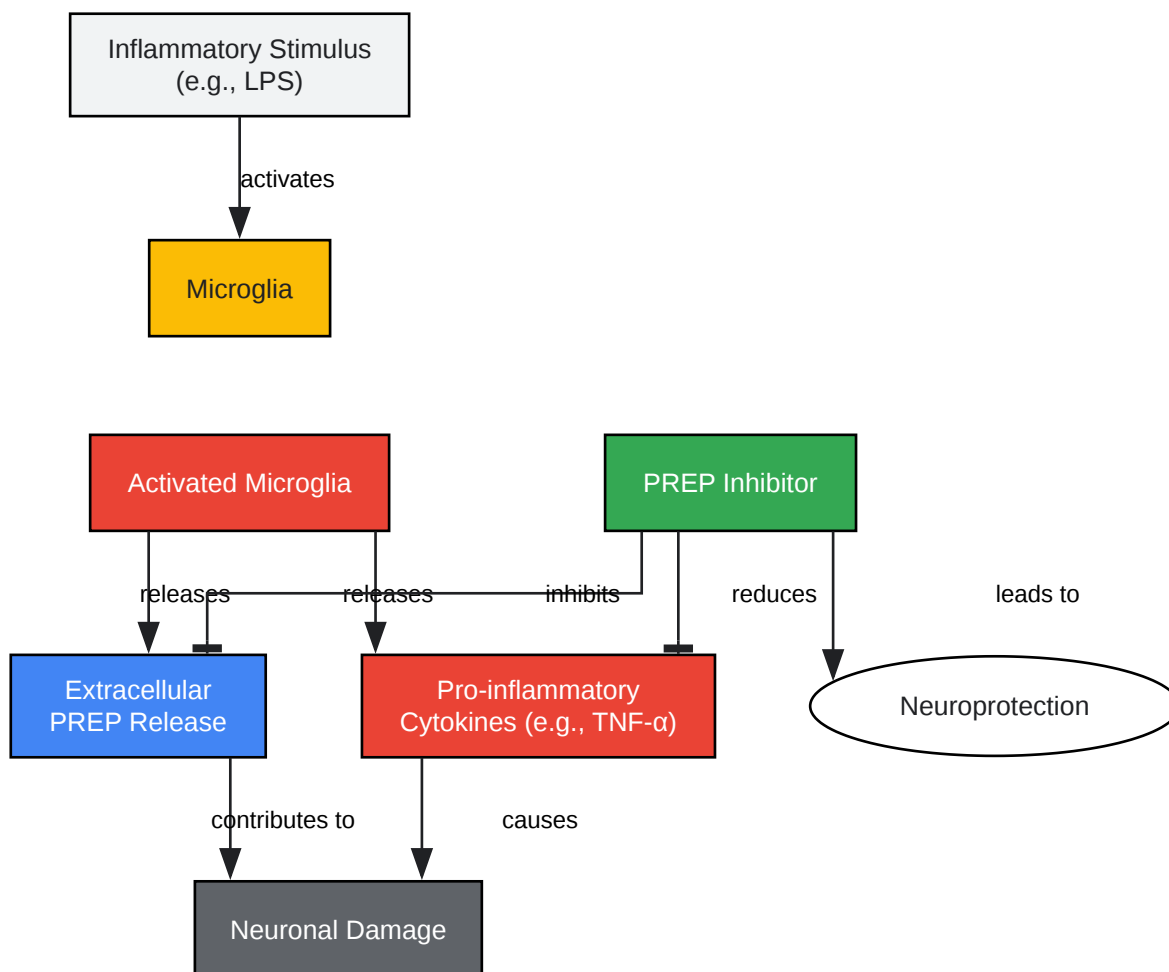 Inflammatory Stimulus
(e.g., LPS)
activates
Microglia
Activated Microglia
PREP Inhibitor
releases
releases
inhibits
reduces
leads to
Extracellular
PREP Release
Pro-inflammatory
Cytokines (e.g., TNF-α)
Neuroprotection
contributes to
causes
Neuronal Damage